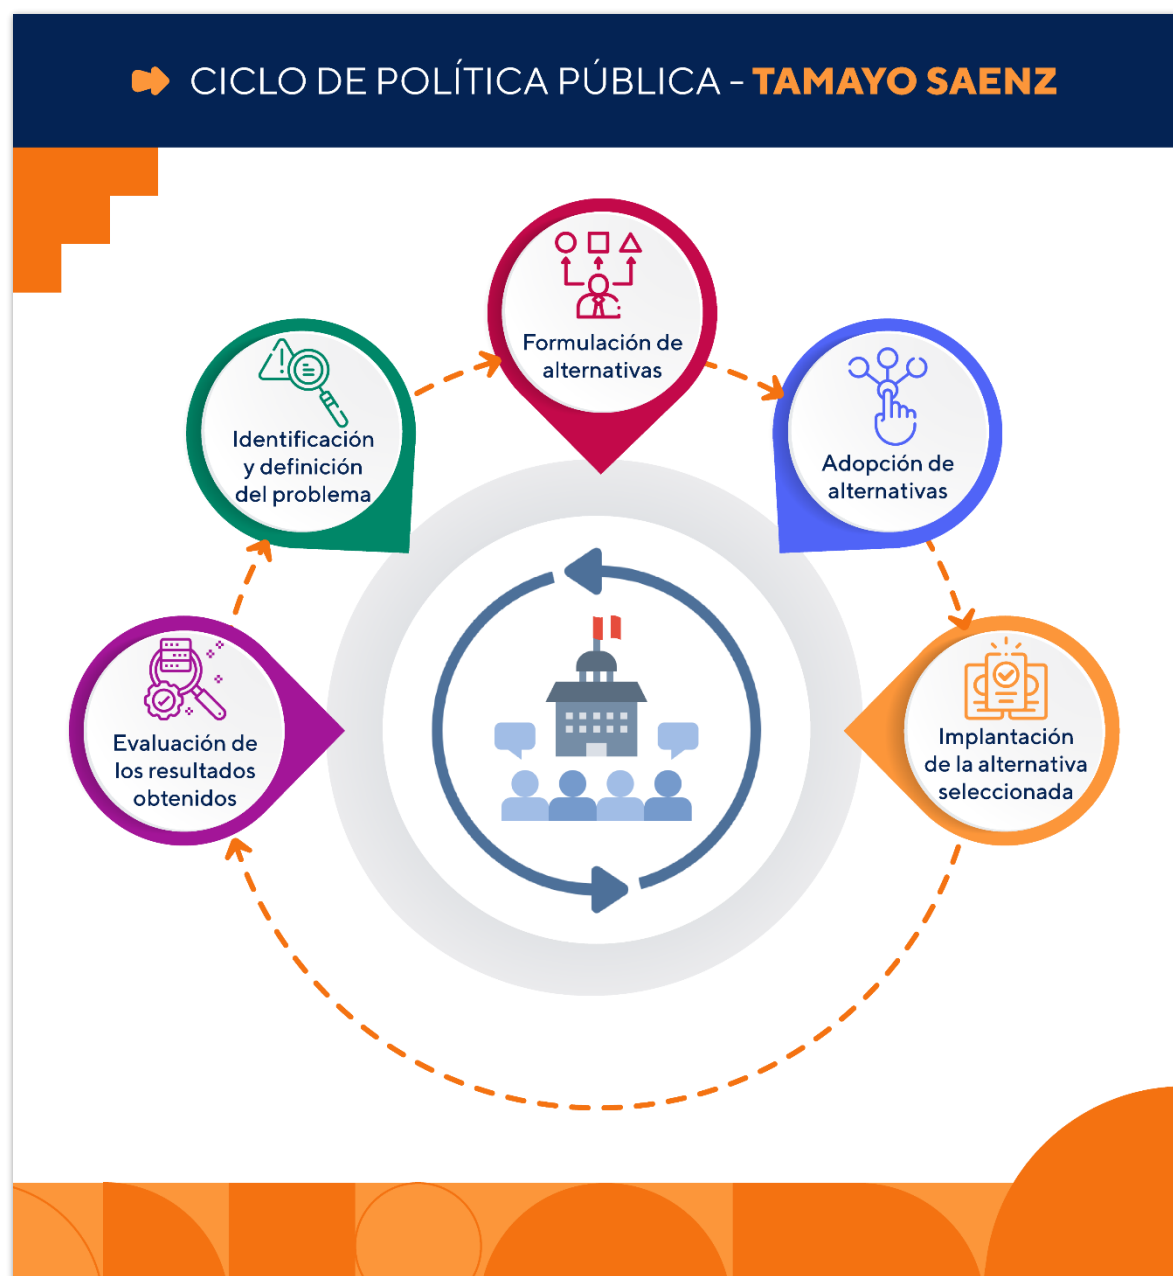 CICLO DE POLÍTICA PÚBLICA - TAMAYO SAENZ
Formulación de
alternativas
Identificación
y definición
del problema
Adopción de
alternativas
Evaluación de
los resultados
obtenidos
Implantación
de la alternativa
seleccionada